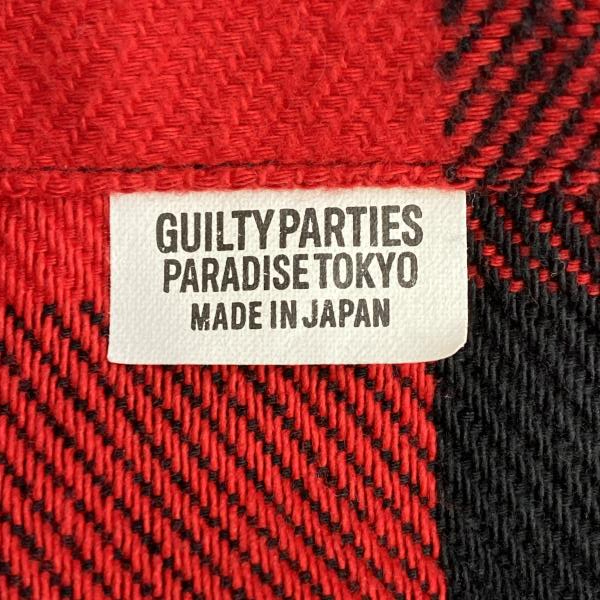 GUILTY PARTIES
PARADISE TOKYO
MADE IN JAPAN